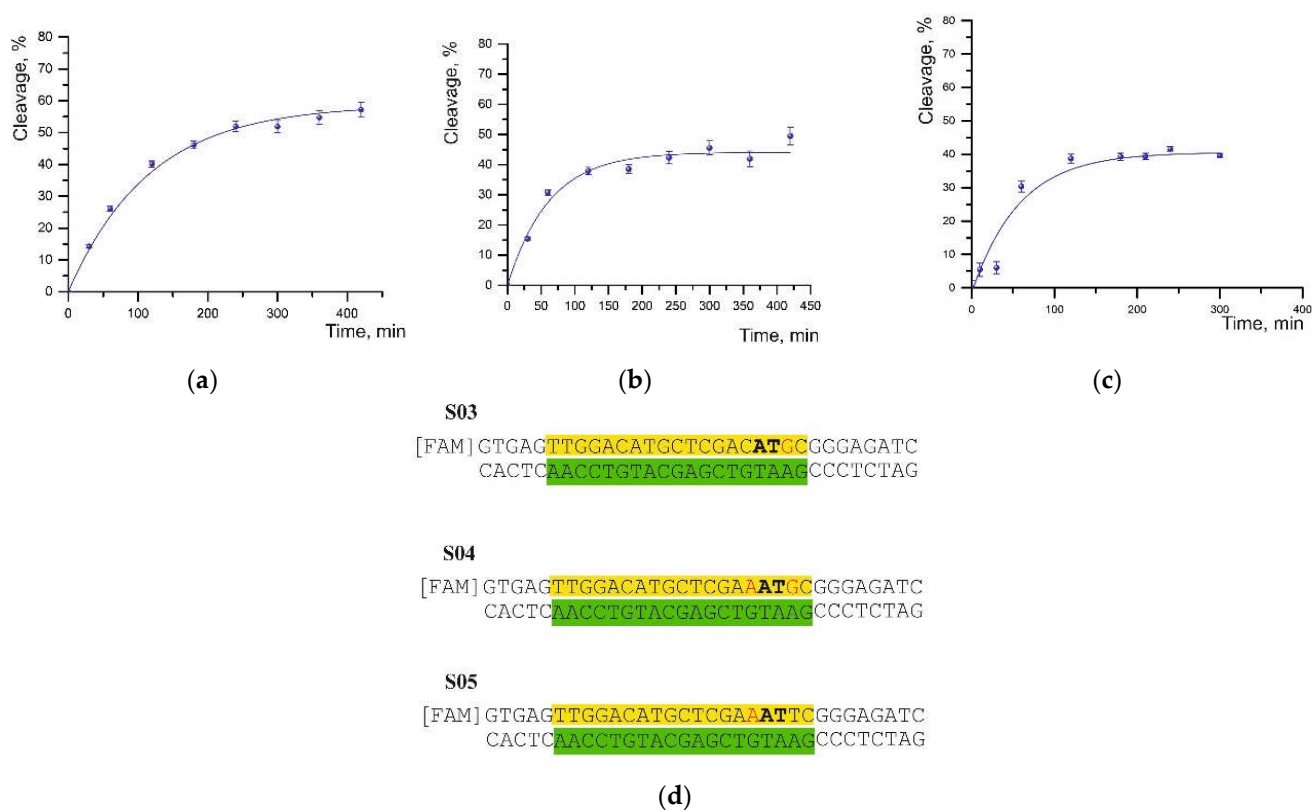 Cleavage, %
80
70
60
50
40
30
20
10
0
0 100 200 300 400
Time, min
(a)
Cleavage, %
80
70
60
50
40
30
20
10
0
0 50 100 150 200 250 300 350 400 450
Time, min
(b)
Cleavage, %
80
70
60
50
40
30
20
10
0
0 100 200 300 400
Time, min
(c)
S03
[FAM]GTGAGTTGGACATGCTCGACATGCGGGAGATC
CACTCAACCTGTACGAGCTGTAAGCCCTCTAG
S04
[FAM]GTGAGTTGGACATGCTCGAAATGCGGGAGATC
CACTCAACCTGTACGAGCTGTAAGCCCTCTAG
S05
[FAM]GTGAGTTGGACATGCTCGAAATTCGGGAGATC
CACTCAACCTGTACGAGCTGTAAGCCCTCTAG
(d)